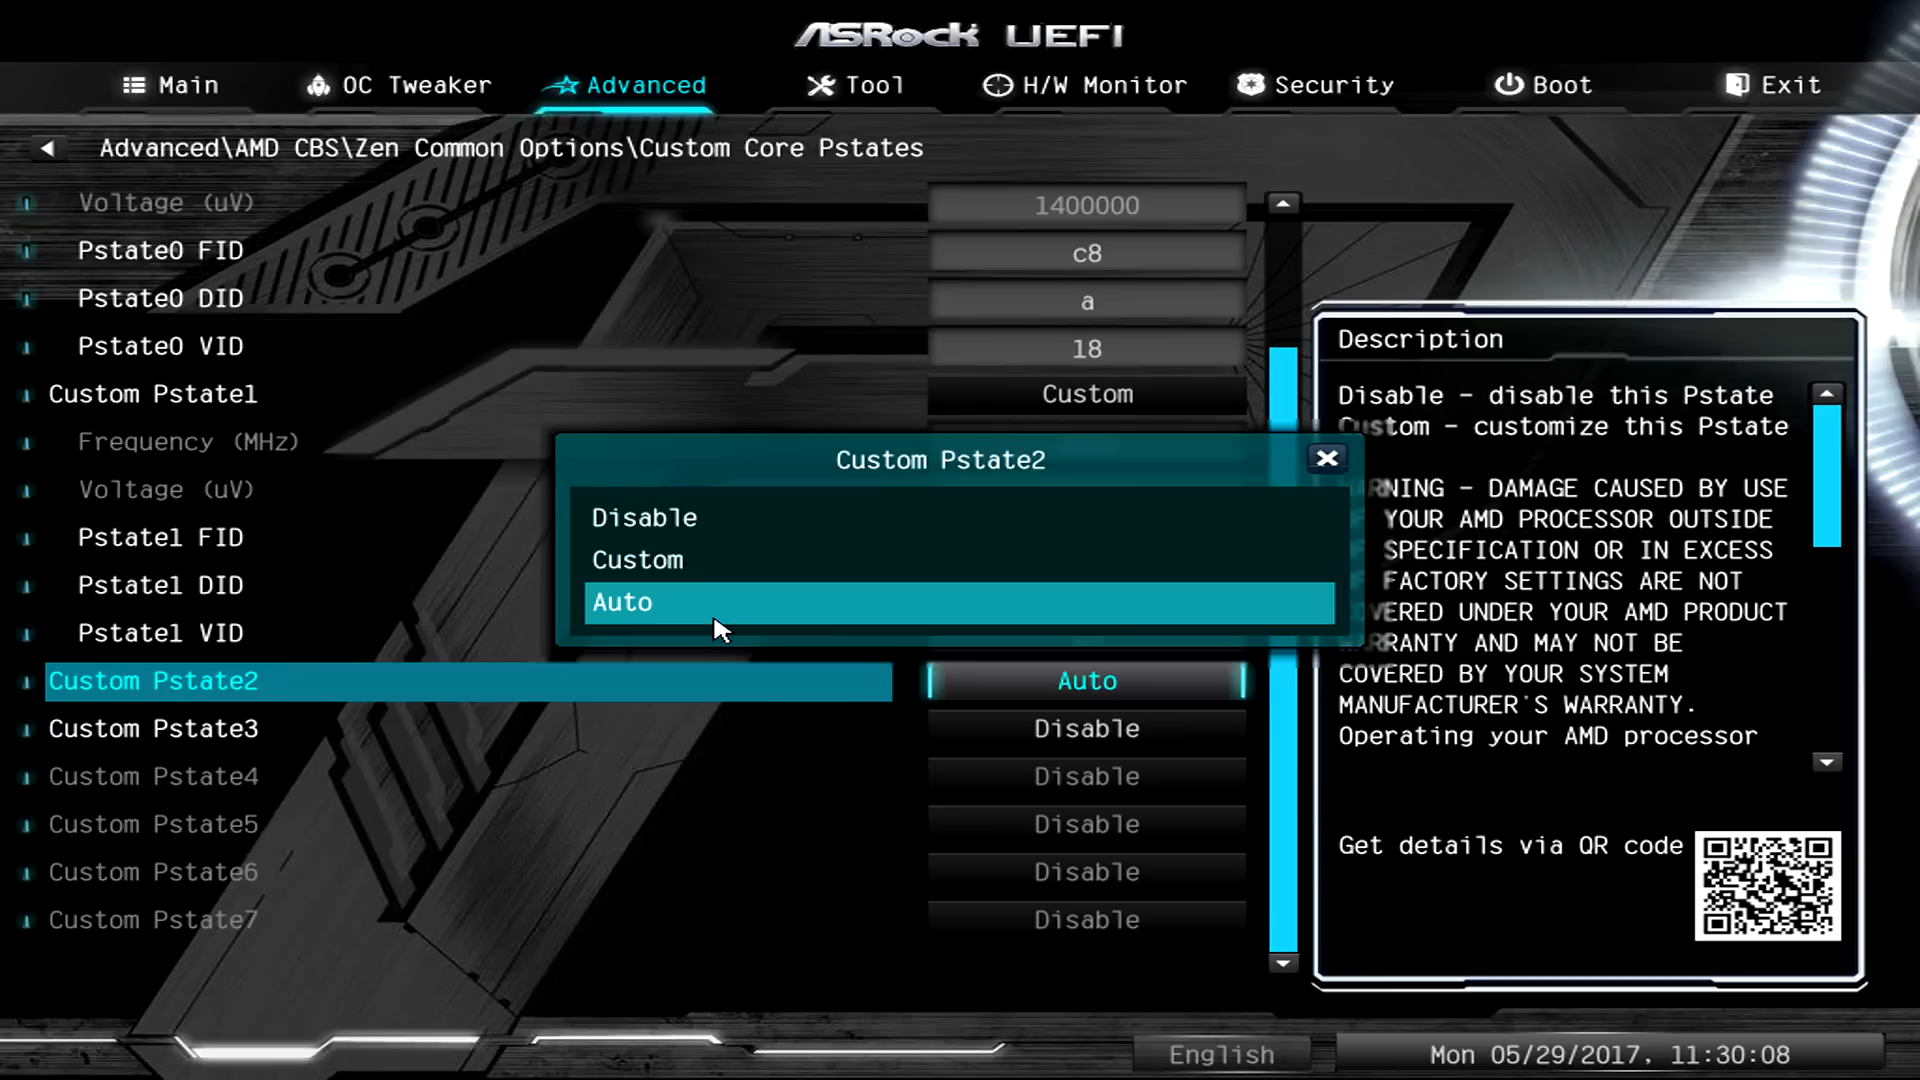 ASRock UEFI
Main
OC Tweaker
Advanced
Tool
H/W Monitor
Security
Boot
Exit
Advanced\AMD CBS\Zen Common Options\Custom Core Pstates
Voltage (uV) 1400000
Pstate0 FID c8
Pstate0 DID a
Pstate0 VID 18
Custom Pstate1 Custom
Frequency (MHz)
Voltage (uV)
Pstate1 FID
Pstate1 DID
Pstate1 VID
Custom Pstate2 Auto
Custom Pstate3 Disable
Custom Pstate4 Disable
Custom Pstate5 Disable
Custom Pstate6 Disable
Custom Pstate7 Disable
Custom Pstate2
Disable
Custom
Auto
Description
Disable - disable this Pstate
Custom - customize this Pstate
RNING - DAMAGE CAUSED BY USE
YOUR AMD PROCESSOR OUTSIDE
SPECIFICATION OR IN EXCESS
FACTORY SETTINGS ARE NOT
VERED UNDER YOUR AMD PRODUCT
RRANTY AND MAY NOT BE
COVERED BY YOUR SYSTEM
MANUFACTURER'S WARRANTY.
Operating your AMD processor
Get details via QR code
English
Mon 05/29/2017, 11:30:08